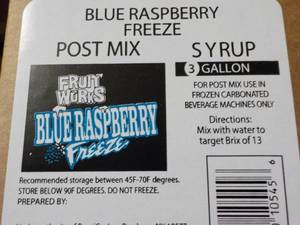 BLUE RASPBERRY
FREEZE
POST MIX
SYRUP
3 GALLON
FRUIT
WORKS
BLUE RASPBERRY
Freeze
FOR POST MIX USE IN
FROZEN CARBONATED
BEVERAGE MACHINES ONLY
Directions:
Mix with water to
target Brix of 13
Recommended storage between 45F-70F degrees.
STORE BELOW 90F DEGREES. DO NOT FREEZE.
PREPARED BY:
10545
6